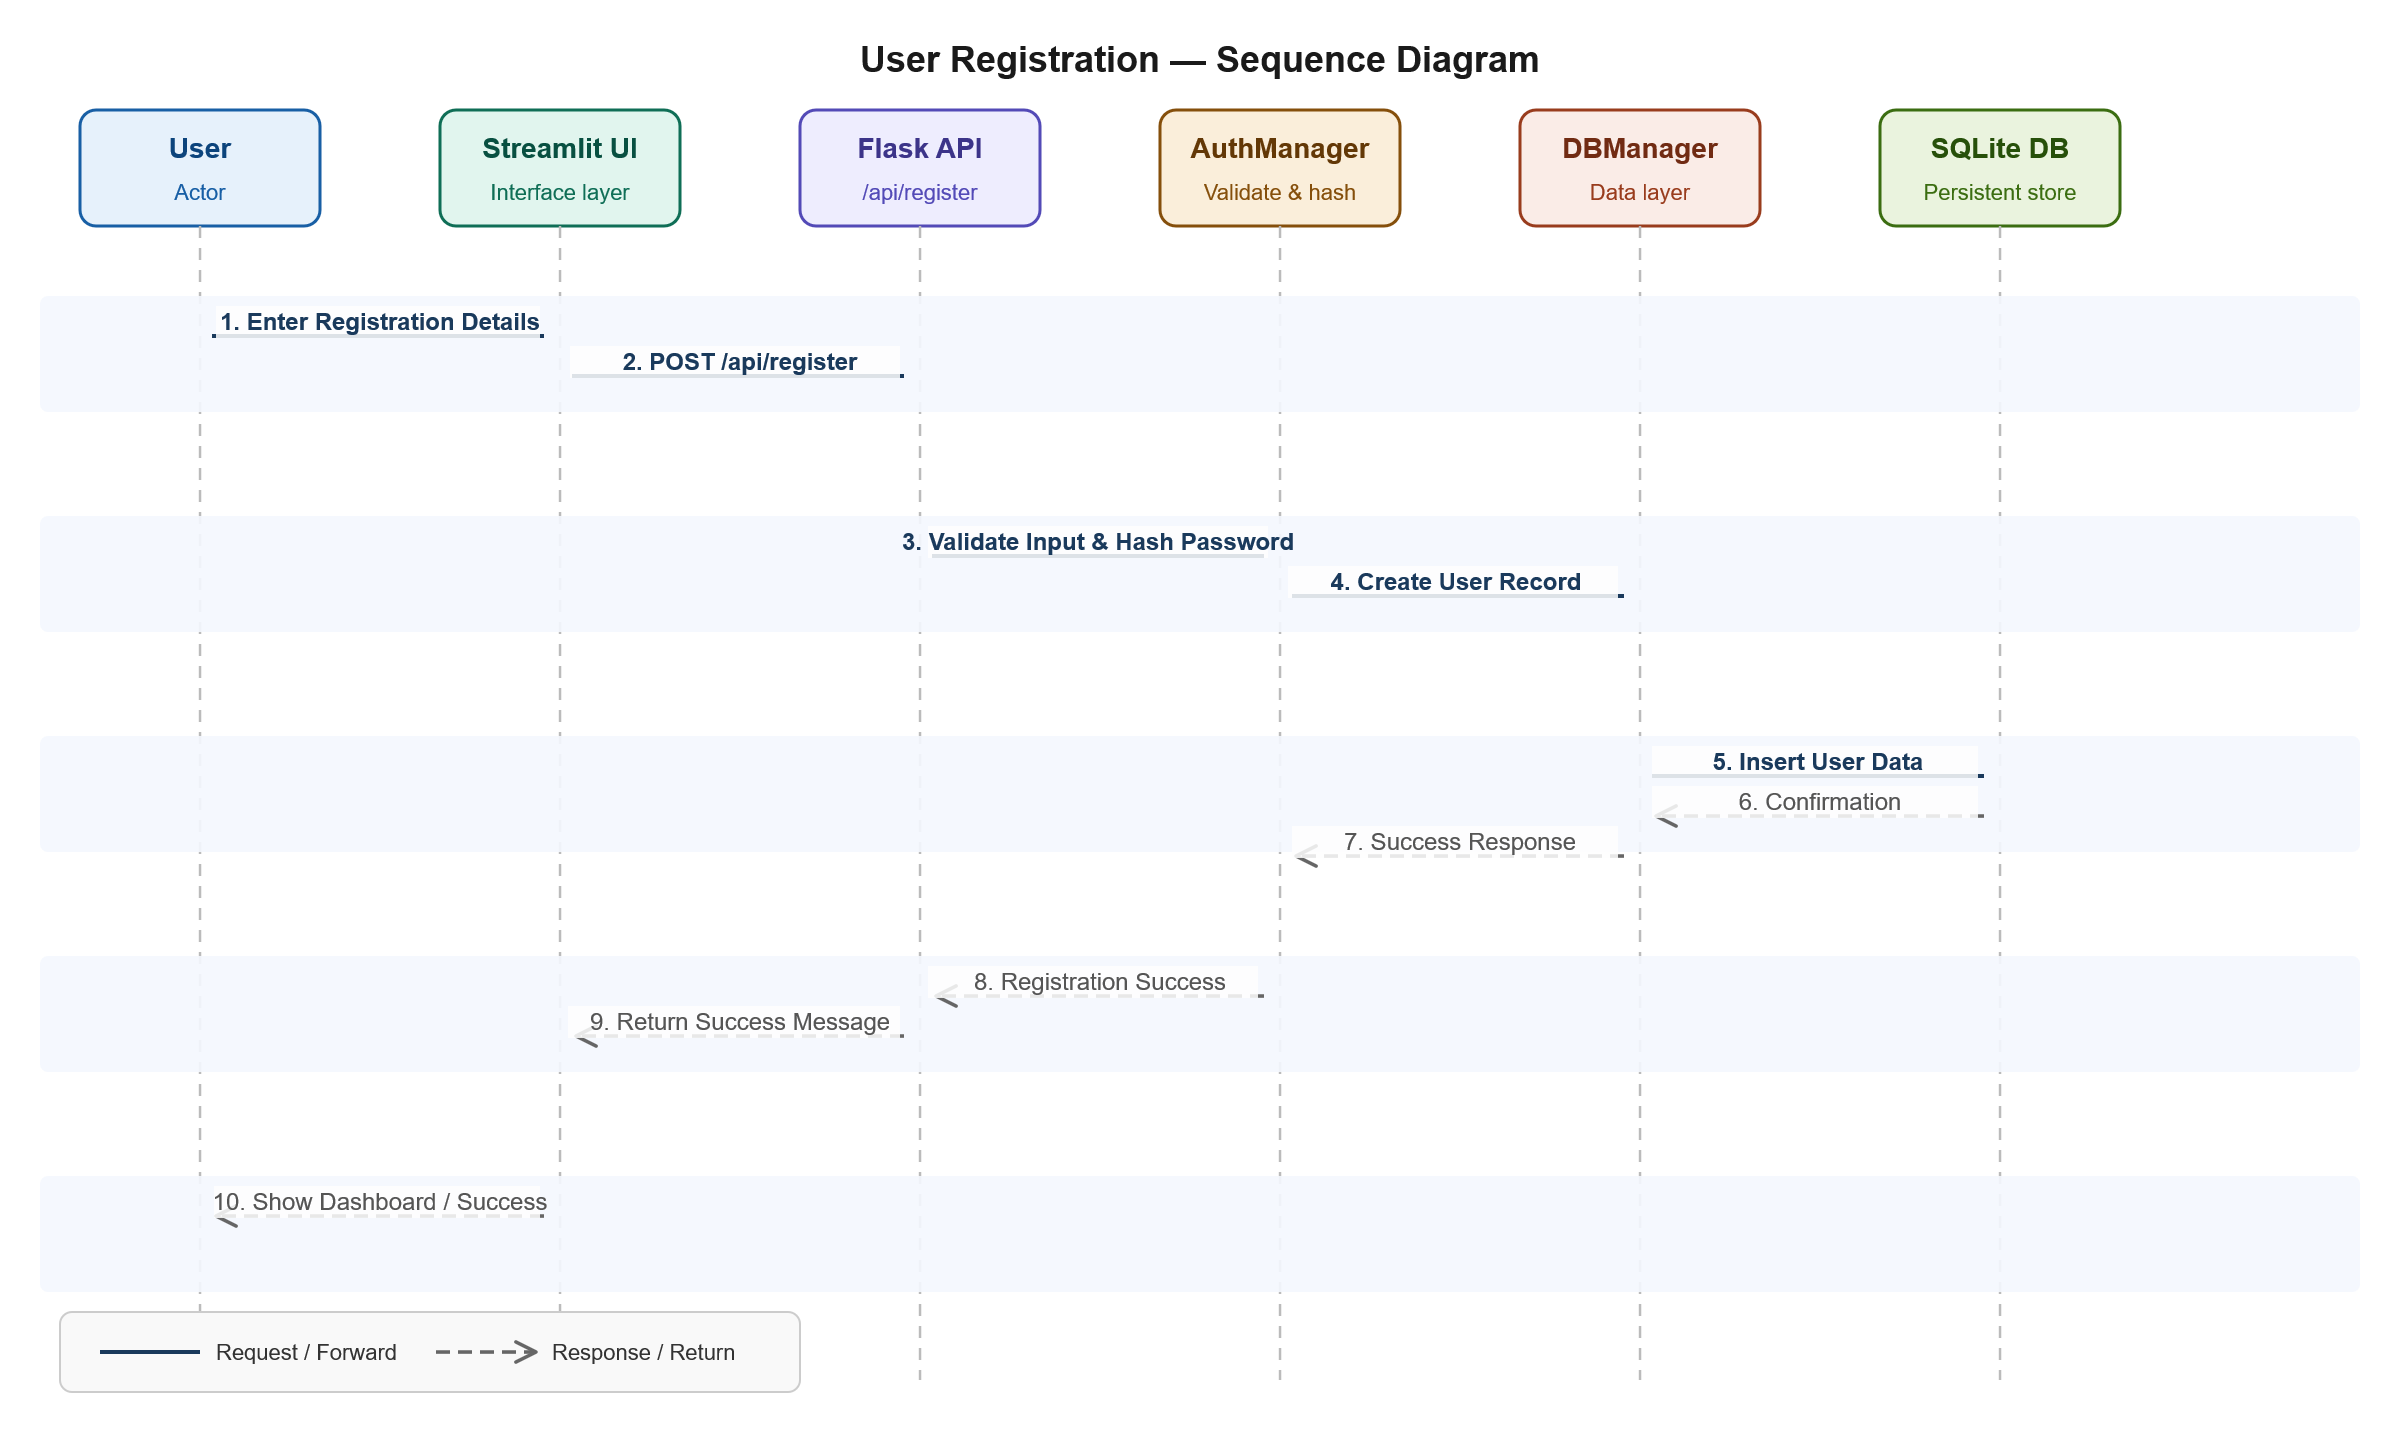 User Registration — Sequence Diagram
User
Actor
Streamlit UI
Interface layer
Flask API
/api/register
AuthManager
Validate & hash
DBManager
Data layer
SQLite DB
Persistent store
1. Enter Registration Details
2. POST /api/register
3. Validate Input & Hash Password
4. Create User Record
5. Insert User Data
6. Confirmation
7. Success Response
8. Registration Success
9. Return Success Message
10. Show Dashboard / Success
Request / Forward
Response / Return